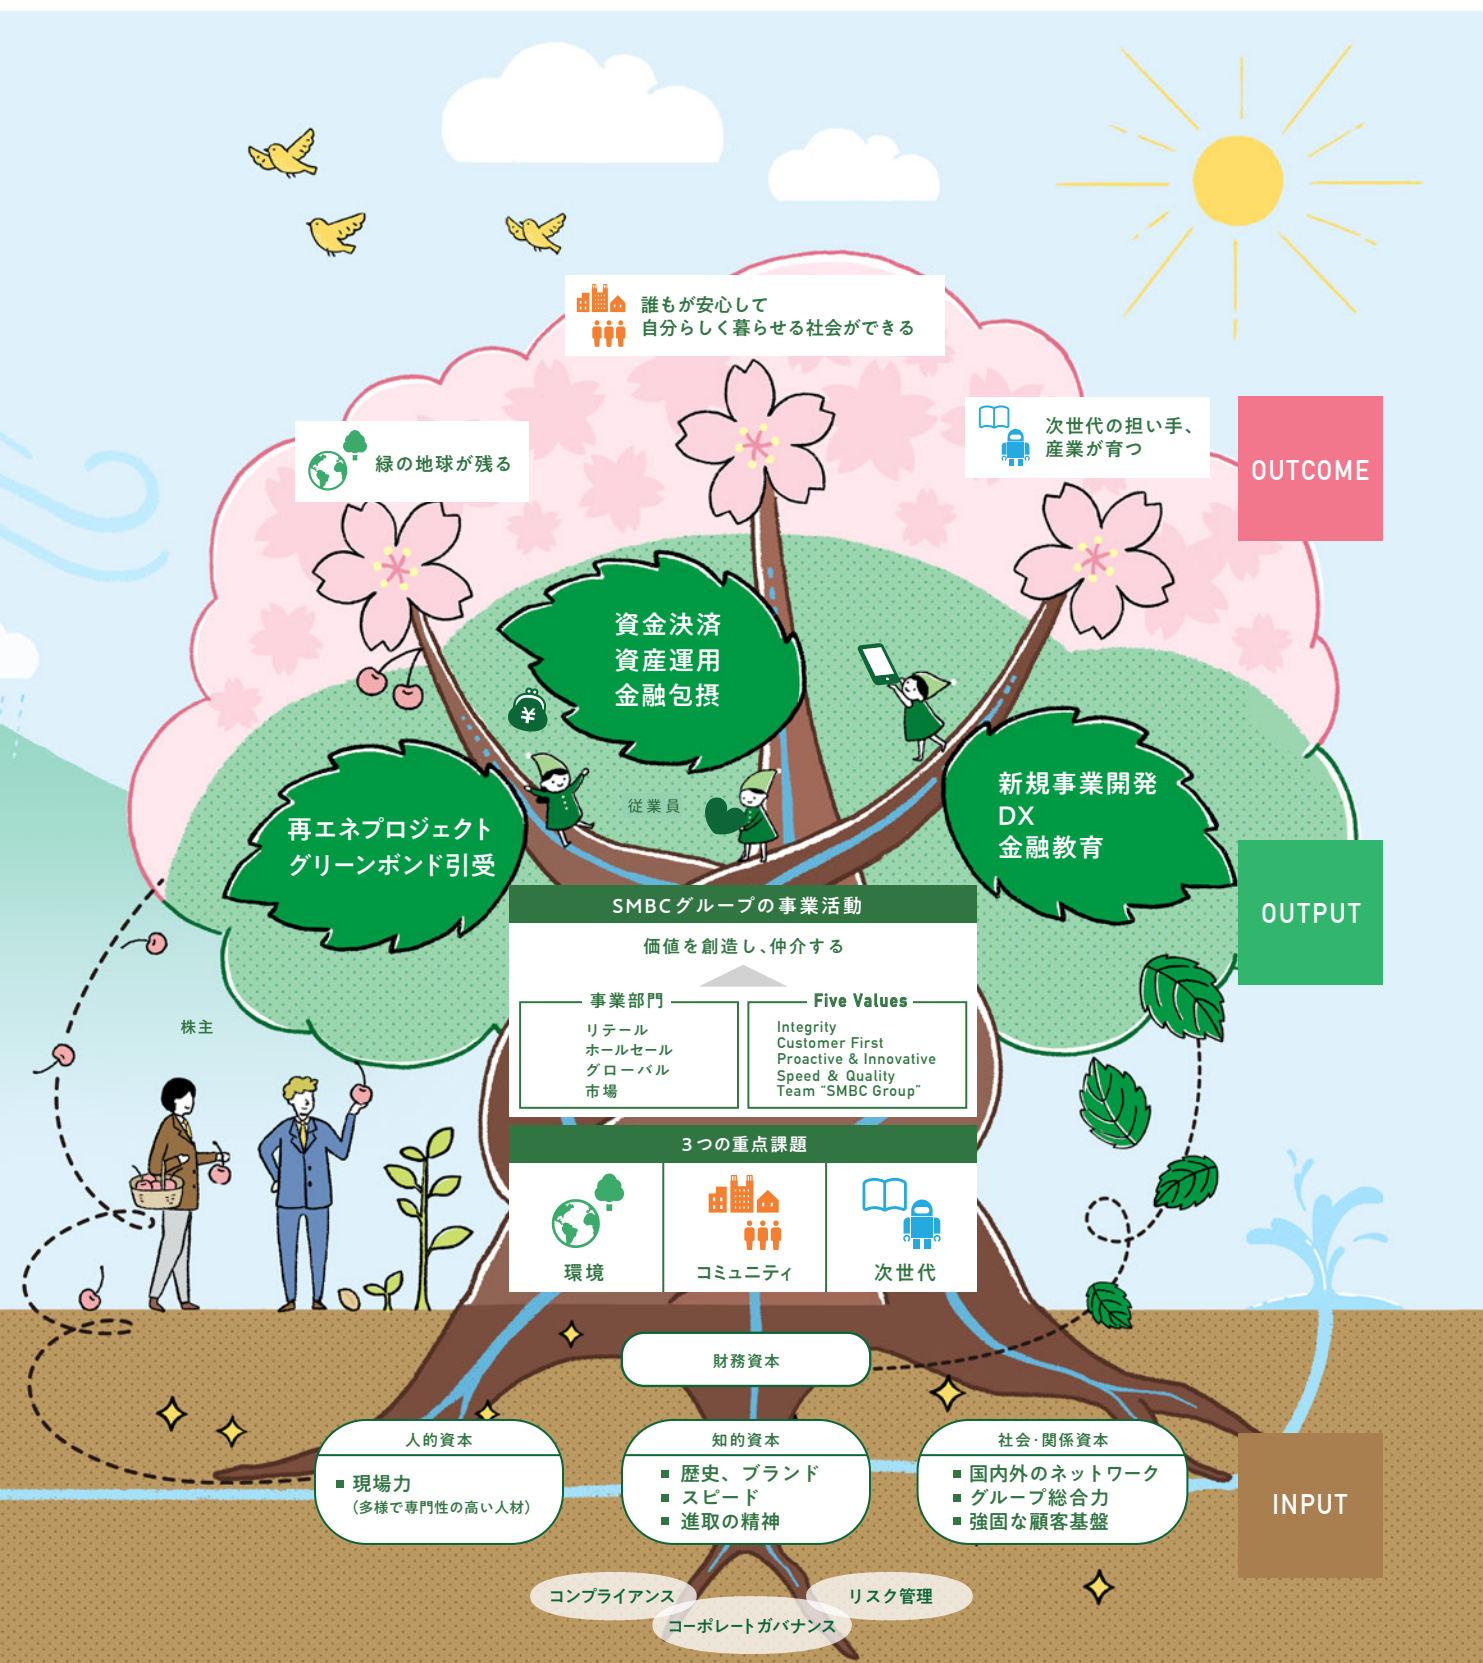 誰もが安心して
自分らしく暮らせる社会ができる
次世代の担い手、
産業が育つ
緑の地球が残る
OUTCOME
資金決済
資産運用
金融包摂
¥
従業員
新規事業開発
DX
金融教育
再エネプロジェクト
グリーンボンド引受
OUTPUT
SMBCグループの事業活動
価値を創造し、仲介する
事業部門
リテール
ホールセール
グローバル
市場
Five Values
Integrity
Customer First
Proactive & Innovative
Speed & Quality
Team “SMBC Group”
株主
3つの重点課題
環境
コミュニティ
次世代
財務資本
人的資本
■ 現場力
（多様で専門性の高い人材）
知的資本
■ 歴史、ブランド
■ スピード
■ 進取の精神
社会・関係資本
■ 国内外のネットワーク
■ グループ総合力
■ 強固な顧客基盤
INPUT
コンプライアンス
リスク管理
コーポレートガバナンス